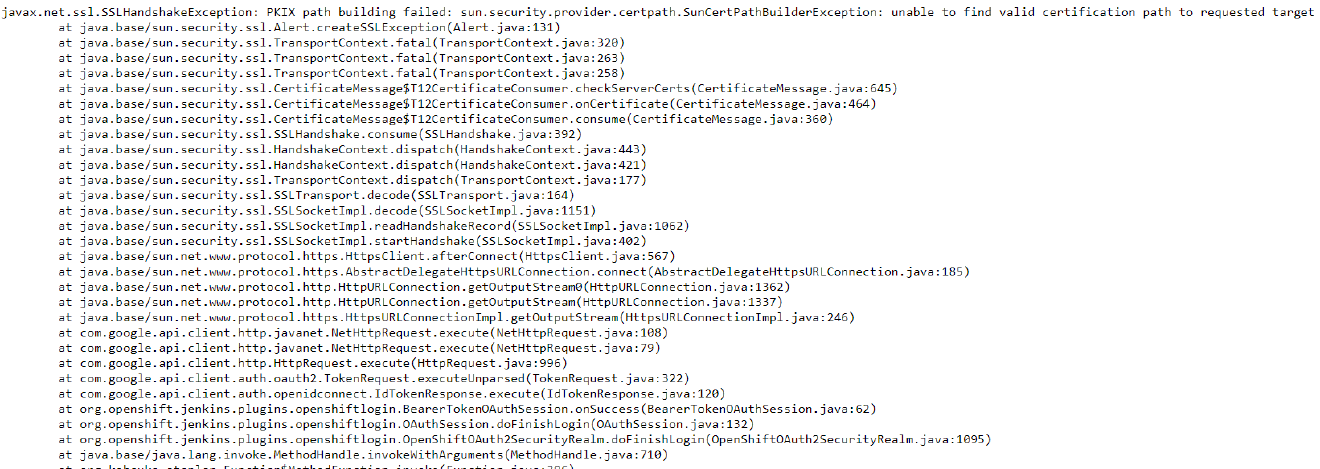 javax.net.ssl.SSLHandshakeException: PKIX path building failed: sun.security.provider.certpath.SunCertPathBuilderException: unable to find valid certification path to requested target
at java.base/sun.security.ssl.Alert.createSSLException(Alert.java:131)
at java.base/sun.security.ssl.TransportContext.fatal(TransportContext.java:320)
at java.base/sun.security.ssl.TransportContext.fatal(TransportContext.java:263)
at java.base/sun.security.ssl.TransportContext.fatal(TransportContext.java:258)
at java.base/sun.security.ssl.CertificateMessage$T12CertificateConsumer.checkServerCerts(CertificateMessage.java:645)
at java.base/sun.security.ssl.CertificateMessage$T12CertificateConsumer.onCertificate(CertificateMessage.java:464)
at java.base/sun.security.ssl.CertificateMessage$T12CertificateConsumer.consume(CertificateMessage.java:360)
at java.base/sun.security.ssl.SSLHandshake.consume(SSLHandshake.java:392)
at java.base/sun.security.ssl.HandshakeContext.dispatch(HandshakeContext.java:443)
at java.base/sun.security.ssl.HandshakeContext.dispatch(HandshakeContext.java:421)
at java.base/sun.security.ssl.TransportContext.dispatch(TransportContext.java:177)
at java.base/sun.security.ssl.SSLTransport.decode(SSLTransport.java:164)
at java.base/sun.security.ssl.SSLSocketImpl.decode(SSLSocketImpl.java:1151)
at java.base/sun.security.ssl.SSLSocketImpl.readHandshakeRecord(SSLSocketImpl.java:1062)
at java.base/sun.security.ssl.SSLSocketImpl.startHandshake(SSLSocketImpl.java:402)
at java.base/sun.net.www.protocol.https.HttpsClient.afterConnect(HttpsClient.java:567)
at java.base/sun.net.www.protocol.https.AbstractDelegateHttpsURLConnection.connect(AbstractDelegateHttpsURLConnection.java:185)
at java.base/sun.net.www.protocol.http.HttpURLConnection.getOutputStream0(HttpURLConnection.java:1362)
at java.base/sun.net.www.protocol.http.HttpURLConnection.getOutputStream(HttpURLConnection.java:1337)
at java.base/sun.net.www.protocol.https.HttpsURLConnectionImpl.getOutputStream(HttpsURLConnectionImpl.java:246)
at com.google.api.client.http.javanet.NetHttpRequest.execute(NetHttpRequest.java:108)
at com.google.api.client.http.javanet.NetHttpRequest.execute(NetHttpRequest.java:79)
at com.google.api.client.http.HttpRequest.execute(HttpRequest.java:996)
at com.google.api.client.auth.oauth2.TokenRequest.executeUnparsed(TokenRequest.java:322)
at com.google.api.client.auth.openidconnect.IdTokenResponse.execute(IdTokenResponse.java:120)
at org.openshift.jenkins.plugins.openshiftlogin.BearerTokenOAuthSession.onSuccess(BearerTokenOAuthSession.java:62)
at org.openshift.jenkins.plugins.openshiftlogin.OAuthSession.doFinishLogin(OAuthSession.java:132)
at org.openshift.jenkins.plugins.openshiftlogin.OpenShiftOAuth2SecurityRealm.doFinishLogin(OpenShiftOAuth2SecurityRealm.java:1095)
at java.base/java.lang.invoke.MethodHandle.invokeWithArguments(MethodHandle.java:710)